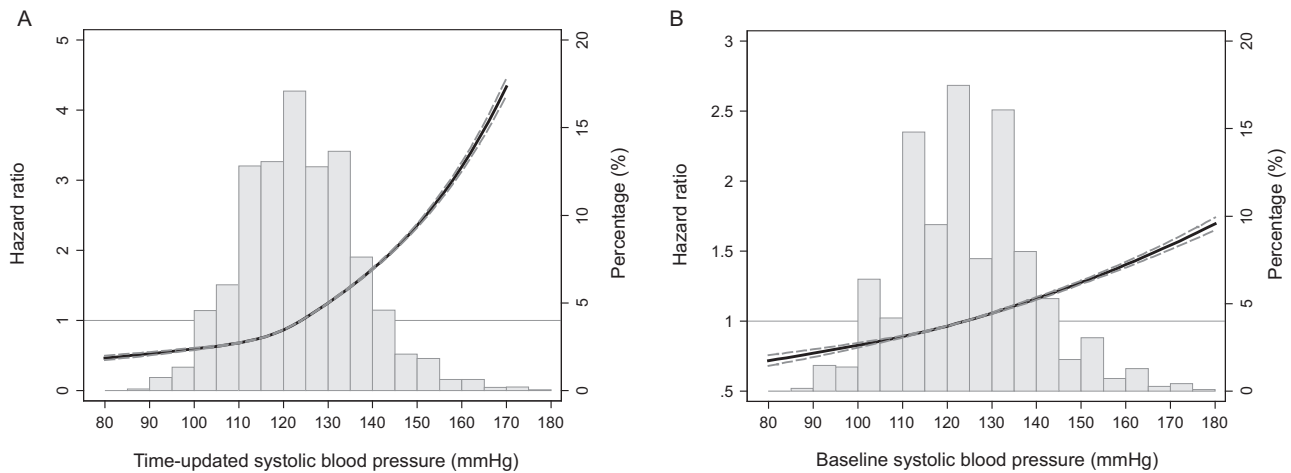 A
Hazard ratio
5
4
3
2
1
0
20
15
10
5
0
Percentage (%)
80 90 100 110 120 130 140 150 160 170 180
Time-updated systolic blood pressure (mmHg)
B
Hazard ratio
3
2.5
2
1.5
1
.5
20
15
10
5
0
Percentage (%)
80 90 100 110 120 130 140 150 160 170 180
Baseline systolic blood pressure (mmHg)